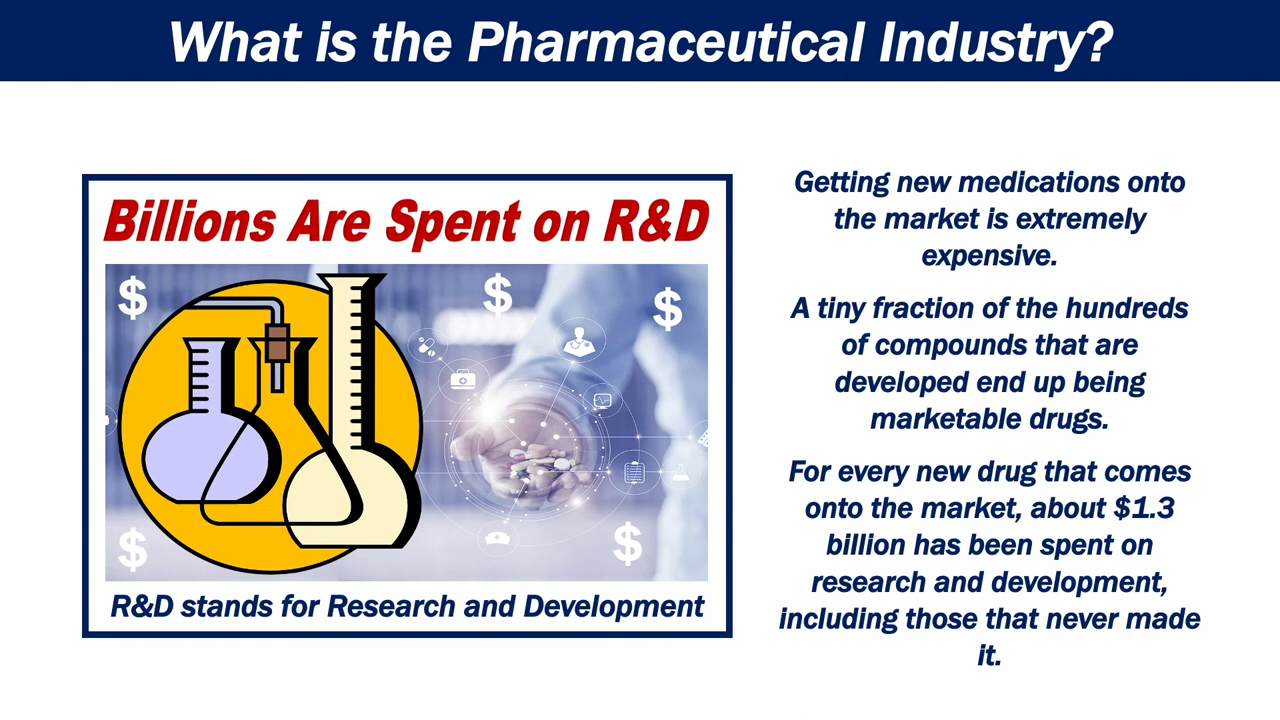 What is the Pharmaceutical Industry?
Billions Are Spent on R&D
$
$
$
$
$
R&D stands for Research and Development
Getting new medications onto
the market is extremely
expensive.
A tiny fraction of the hundreds
of compounds that are
developed end up being
marketable drugs.
For every new drug that comes
onto the market, about $1.3
billion has been spent on
research and development,
including those that never made
it.